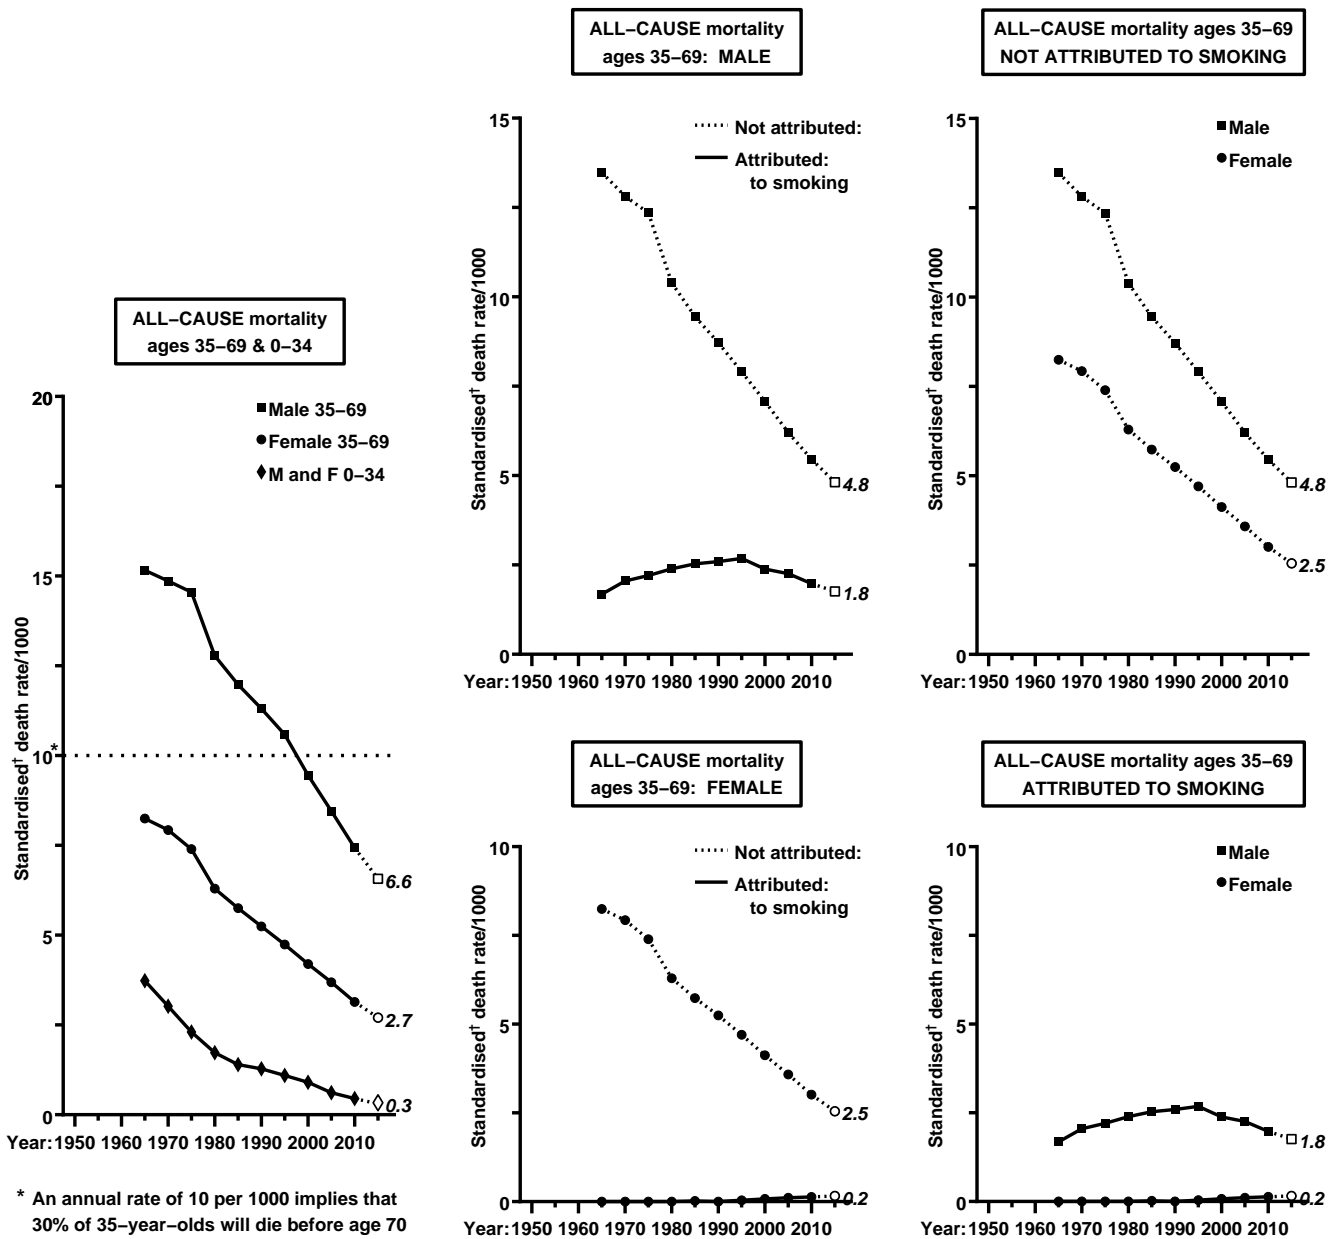 ALL–CAUSE mortality
ages 35–69 & 0–34
Male 35–69
Female 35–69
M and F 0–34
Standardised† death rate/1000
20
15
10*
5
0
6.6
2.7
0.3
Year: 1950 1960 1970 1980 1990 2000 2010
* An annual rate of 10 per 1000 implies that
30% of 35–year–olds will die before age 70
ALL–CAUSE mortality
ages 35–69: MALE
Not attributed:
Attributed:
to smoking
Standardised† death rate/1000
15
10
5
0
4.8
1.8
Year: 1950 1960 1970 1980 1990 2000 2010
ALL–CAUSE mortality ages 35–69
NOT ATTRIBUTED TO SMOKING
Male
Female
Standardised† death rate/1000
15
10
5
0
4.8
2.5
Year: 1950 1960 1970 1980 1990 2000 2010
ALL–CAUSE mortality
ages 35–69: FEMALE
Not attributed:
Attributed:
to smoking
Standardised† death rate/1000
10
5
0
2.5
0.2
Year: 1950 1960 1970 1980 1990 2000 2010
ALL–CAUSE mortality ages 35–69
ATTRIBUTED TO SMOKING
Male
Female
Standardised† death rate/1000
10
5
0
1.8
0.2
Year: 1950 1960 1970 1980 1990 2000 2010